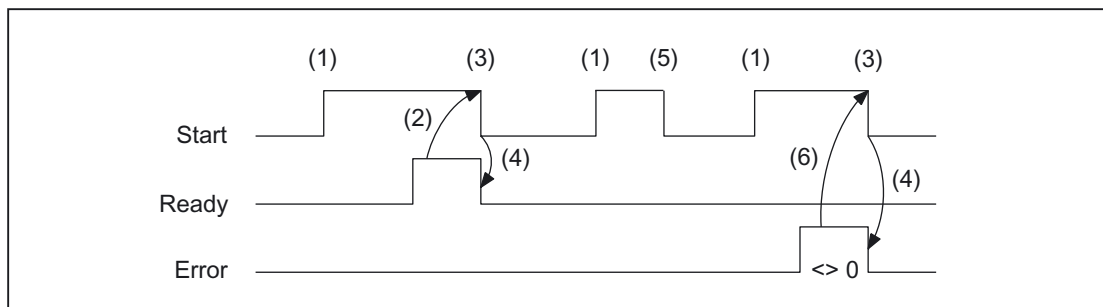 (1) (3) (1) (5) (1) (3)
Start
(2)
(4)
(6)
(4)
Ready
Error
<> 0